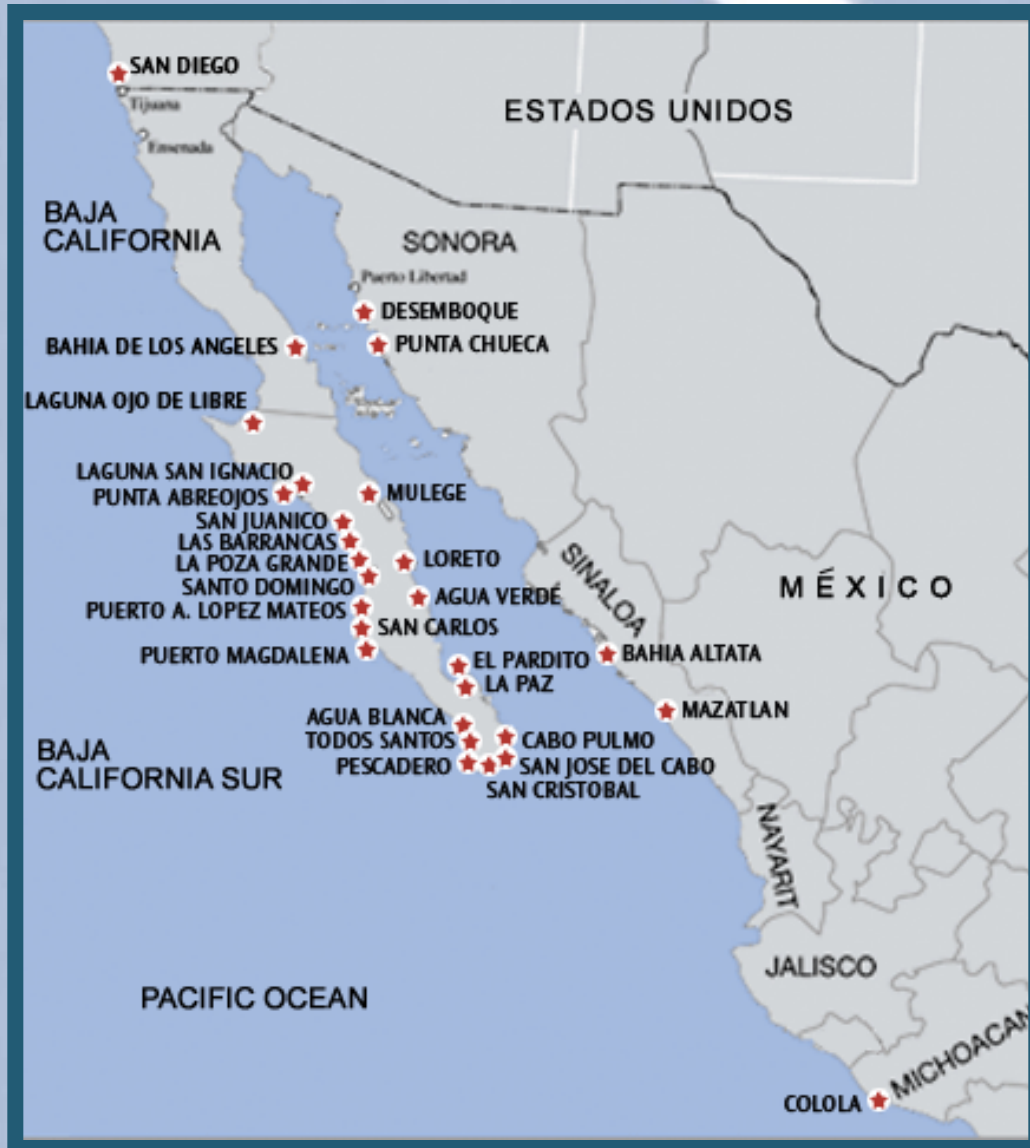 SAN DIEGO
Tijuana
ESTADOS UNIDOS
Ensenada
BAJA
CALIFORNIA
SONORA
Puerto Libertad
DESEMBOQUE
BAHIA DE LOS ANGELES
PUNTA CHUECA
LAGUNA OJO DE LIBRE
LAGUNA SAN IGNACIO
PUNTA ABREOJOS
MULEGE
SAN JUANICO
LAS BARRANCAS
LA POZA GRANDE
LORETO
SINALOA
MÉXICO
SANTO DOMINGO
AGUA VERDÉ
PUERTO A. LOPEZ MATEOS
SAN CARLOS
PUERTO MAGDALENA
EL PARDITO
BAHIA ALTATA
LA PAZ
MAZATLAN
AGUA BLANCA
TODOS SANTOS
CABO PULMO
BAJA
CALIFORNIA SUR
PESCADERO
SAN JOSE DEL CABO
SAN CRISTOBAL
NAYARIT
JALISCO
PACIFIC OCEAN
MICHOACAN
COLOLA